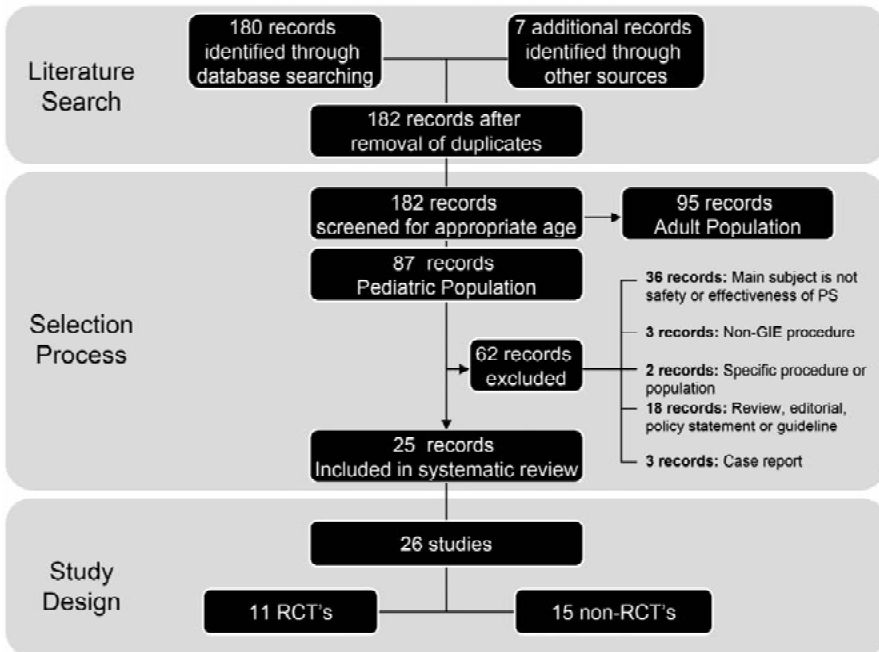 Literature
Search
180 records
identified through
database searching
7 additional records
identified through
other sources
182 records after
removal of duplicates
Selection
Process
182 records
screened for appropriate age
95 records
Adult Population
87 records
Pediatric Population
62 records
excluded
36 records: Main subject is not
safety or effectiveness of PS
3 records: Non-GIE procedure
2 records: Specific procedure or
population
18 records: Review, editorial,
policy statement or guideline
3 records: Case report
25 records
Included in systematic review
Study
Design
26 studies
11 RCT's
15 non-RCT's